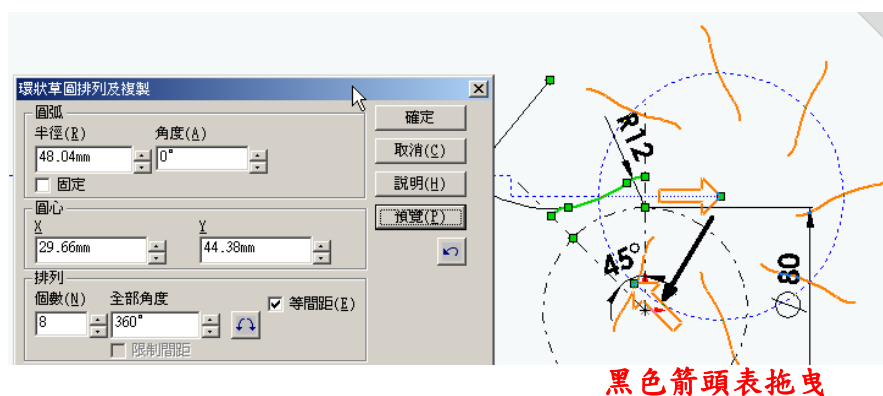 環狀草圖排列及複製
圓弧
半徑(R) 角度(A)
48.04mm 0°
固定
圓心
X Y
29.66mm 44.38mm
排列
個數(N) 全部角度
8 360° 等間距(E)
限制間距
確定
取消(C)
說明(H)
預覽(P)
R12
45°
∅80
黑色箭頭表拖曳